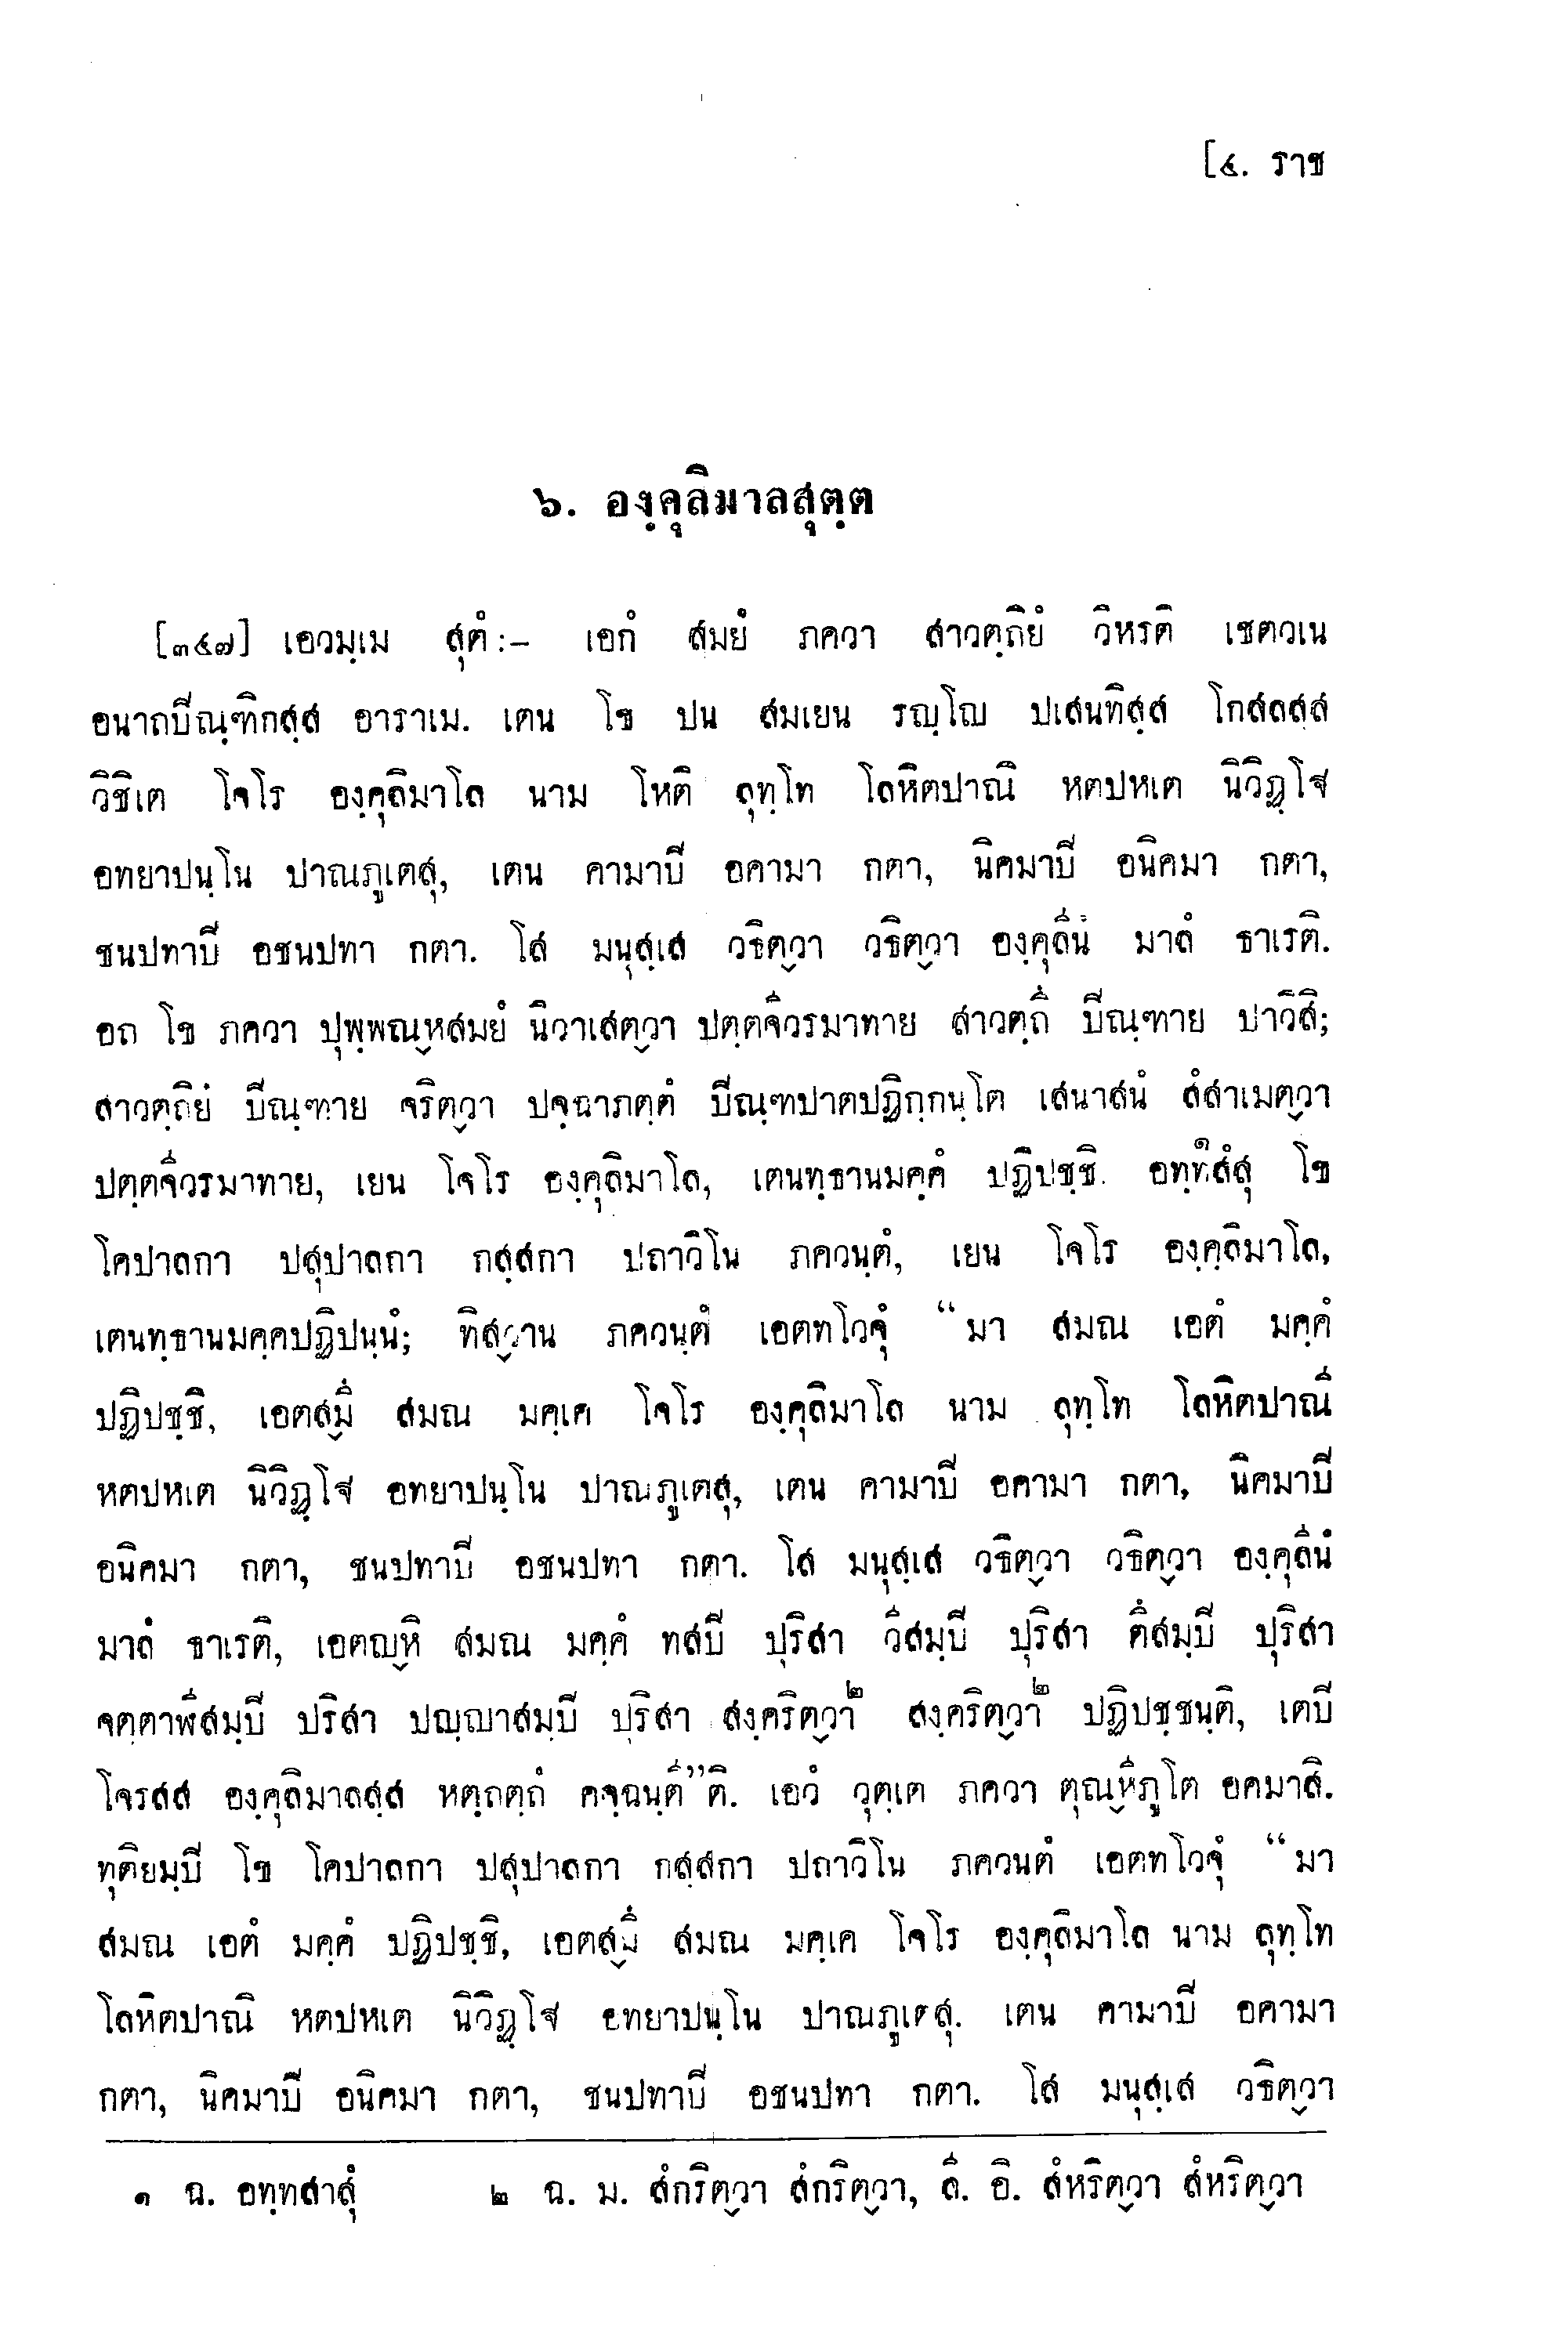 [๔. ราช
๖. องฺคุลิมาลสุตฺต
[๓๔๗] เอวมฺเม สุตํ :- เอกํ สมยํ ภควา สาวตฺถิยํ วิหรติ เชตวเน
อนาถปิณฺฑิกสฺส อาราเม. เตน โข ปน สมเยน รญฺโญ ปเสนทิสฺส โกสลสฺส
วิชิเต โจโร องฺคุลิมาโล นาม โหติ ลุทฺโท โลหิตปาณิ หตปหเต นิวิฏฺโฐ
อทยาปนฺโน ปาณภูเตสุ, เตน คามาปิ อคามา กตา, นิคมาปิ อนิคมา กตา,
ชนปทาปิ อชนปทา กตา. โส มนุสฺเส วธิตฺวา วธิตฺวา องฺคุลีนํ มาลํ ธาเรติ.
อถ โข ภควา ปุพฺพณฺหสมยํ นิวาเสตฺวา ปตฺตจีวรมาทาย สาวตฺถึ ปิณฺฑาย ปาวิสิ;
สาวตฺถิยํ ปิณฺฑาย จริตฺวา ปจฺฉาภตฺตํ ปิณฺฑปาตปฏิกฺกนฺโต เสนาสนํ สํสาเมตฺวา
ปตฺตจีวรมาทาย, เยน โจโร องฺคุลิมาโล, เตนทฺธานมคฺคํ ปฏิปชฺชิ. อทฺท๑สํสุ โข
โคปาลกา ปสุปาลกา กสฺสกา ปถาวิโน ภควนฺตํ, เยน โจโร องฺคุลิมาโล,
เตนทฺธานมคฺคปฏิปนฺนํ; ทิสฺวาน ภควนฺตํ เอตทโวจุํ “มา สมณ เอตํ มคฺคํ
ปฏิปชฺชิ, เอตสฺมึ สมณ มคฺเค โจโร องฺคุลิมาโล นาม ลุทฺโท โลหิตปาณี
หตปหเต นิวิฏฺโฐ อทยาปนฺโน ปาณภูเตสุ, เตน คามาปิ อคามา กตา, นิคมาปิ
อนิคมา กตา, ชนปทาปิ อชนปทา กตา. โส มนุสฺเส วธิตฺวา วธิตฺวา องฺคุลีนํ
มาลํ ธาเรติ, เอตญฺหิ สมณ มคฺคํ ทสปิ ปุริสา วีสมฺปิ ปุริสา ตึสมฺปิ ปุริสา
จตฺตาฬีสมฺปิ ปุริสา ปญฺญาสมฺปิ ปุริสา สงฺคริตฺวา๒ สงฺคริตฺวา๒ ปฏิปชฺชนฺติ, เตปิ
โจรสฺส องฺคุลิมาลสฺส หตฺถตฺถํ คจฺฉนฺตี”ติ. เอวํ วุตฺเต ภควา ตุณฺหีภูโต อคมาสิ.
ทุติยมฺปิ โข โคปาลกา ปสุปาลกา กสฺสกา ปถาวิโน ภควนฺตํ เอตทโวจุํ “มา
สมณ เอตํ มคฺคํ ปฏิปชฺชิ, เอตสฺมึ สมณ มคฺเค โจโร องฺคุลิมาโล นาม ลุทฺโท
โลหิตปาณิ หตปหเต นิวิฏฺโฐ อทยาปนฺโน ปาณภูเตสุ. เตน คามาปิ อคามา
กตา, นิคมาปิ อนิคมา กตา, ชนปทาปิ อชนปทา กตา. โส มนุสฺเส วธิตฺวา
๑ ฉ. อทฺทสาสุํ ๒ ฉ. ม. สํกริตฺวา สํกริตฺวา, สี. อิ. สํหริตฺวา สํหริตฺวา